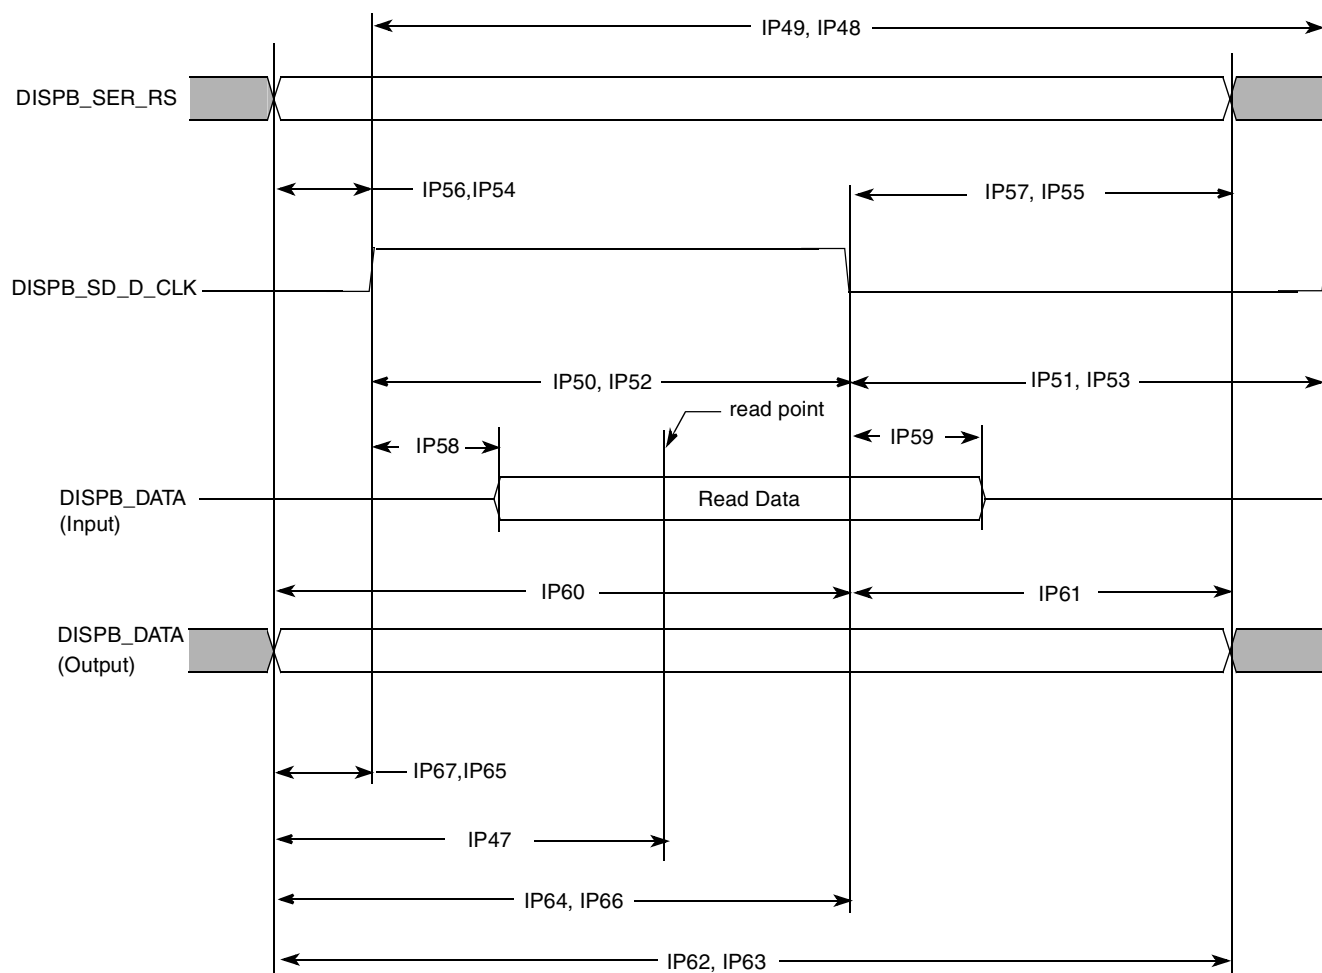 IP49, IP48
DISPB_SER_RS
IP56,IP54
IP57, IP55
DISPB_SD_D_CLK
IP50, IP52
IP51, IP53
read point
IP58
IP59
DISPB_DATA
(Input)
Read Data
IP60
IP61
DISPB_DATA
(Output)
IP67,IP65
IP47
IP64, IP66
IP62, IP63